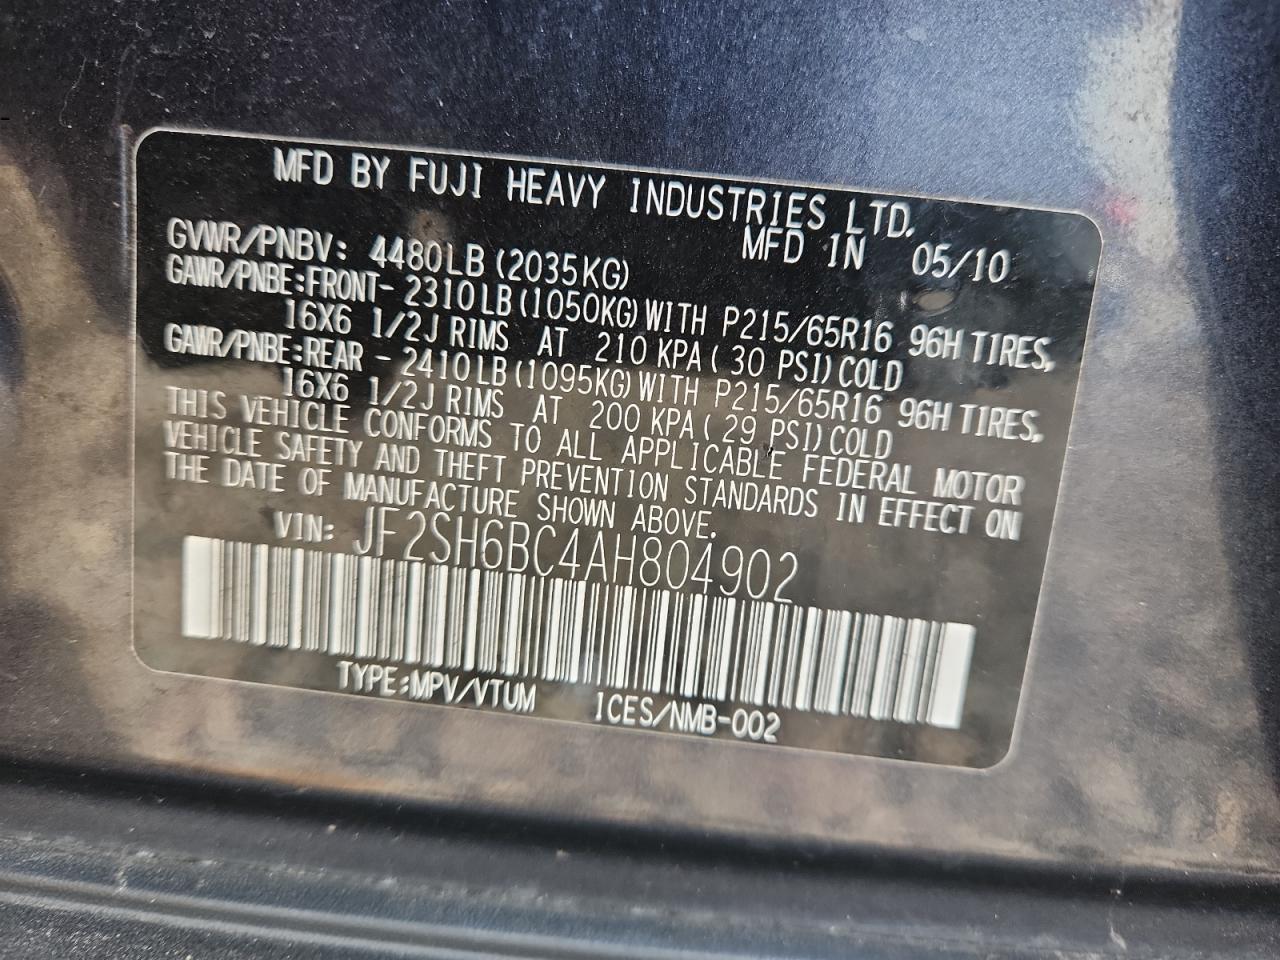 MFD BY FUJI HEAVY INDUSTRIES LTD.
MFD IN 05/10
GVWR/PNBV: 4480LB (2035KG)
GAWR/PNBE:FRONT- 2310LB (1050KG) WITH P215/65R16 96H TIRES,
16X6 1/2J RIMS AT 210 KPA ( 30 PSI) COLD
GAWR/PNBE:REAR - 2410LB (1095KG) WITH P215/65R16 96H TIRES,
16X6 1/2J RIMS AT 200 KPA ( 29 PSI) COLD
THIS VEHICLE CONFORMS TO ALL APPLICABLE FEDERAL MOTOR
VEHICLE SAFETY AND THEFT PREVENTION STANDARDS IN EFFECT ON
THE DATE OF MANUFACTURE SHOWN ABOVE.
VIN: JF2SH6BC4AH804902
TYPE:MPV/VTUM ICES/NMB-002